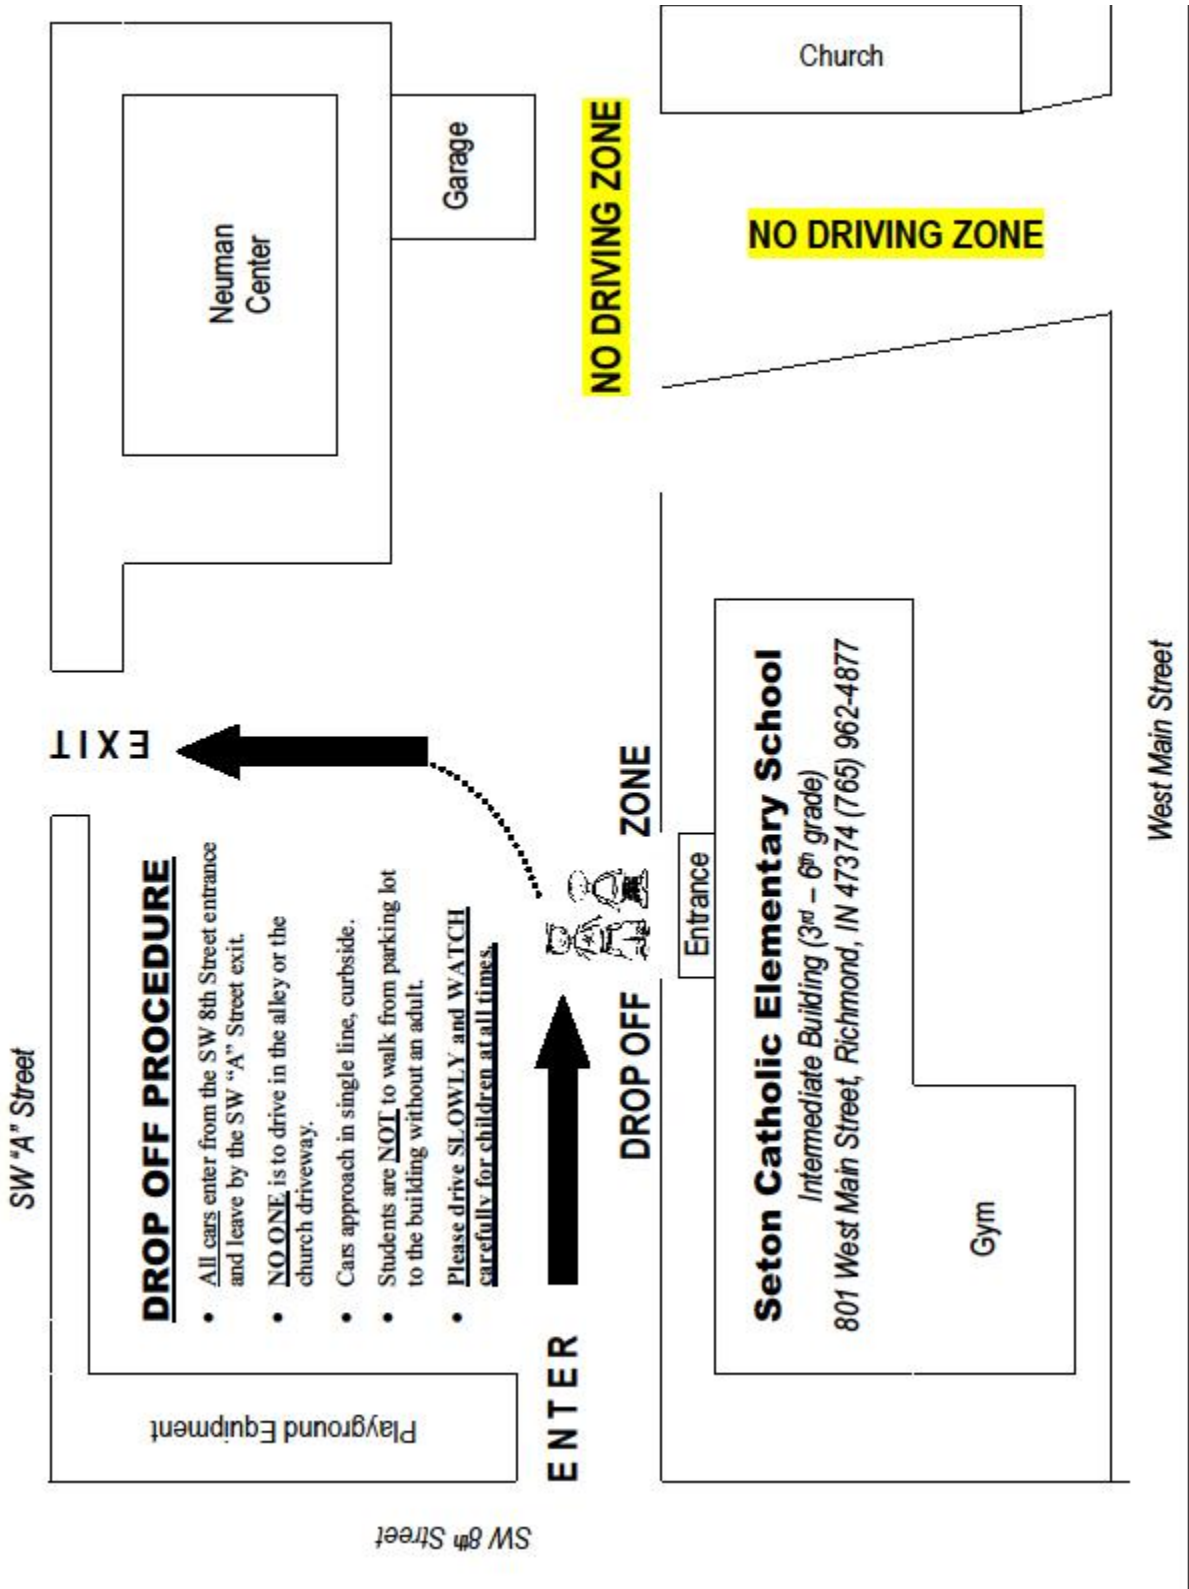 SW "A" Street
EXIT
Neuman
Center
Garage
Church
NO DRIVING ZONE
NO DRIVING ZONE
DROP OFF PROCEDURE
• All cars enter from the SW 8th Street entrance
and leave by the SW “A” Street exit.
• NO ONE is to drive in the alley or the
church driveway.
• Cars approach in single line, curbside.
• Students are NOT to walk from parking lot
to the building without an adult.
• Please drive SLOWLY and WATCH
carefully for children at all times.
Playground Equipment
SW 8th Street
ENTER
DROP OFF ZONE
Entrance
Seton Catholic Elementary School
Intermediate Building (3rd – 6th grade)
801 West Main Street, Richmond, IN 47374 (765) 962-4877
Gym
West Main Street